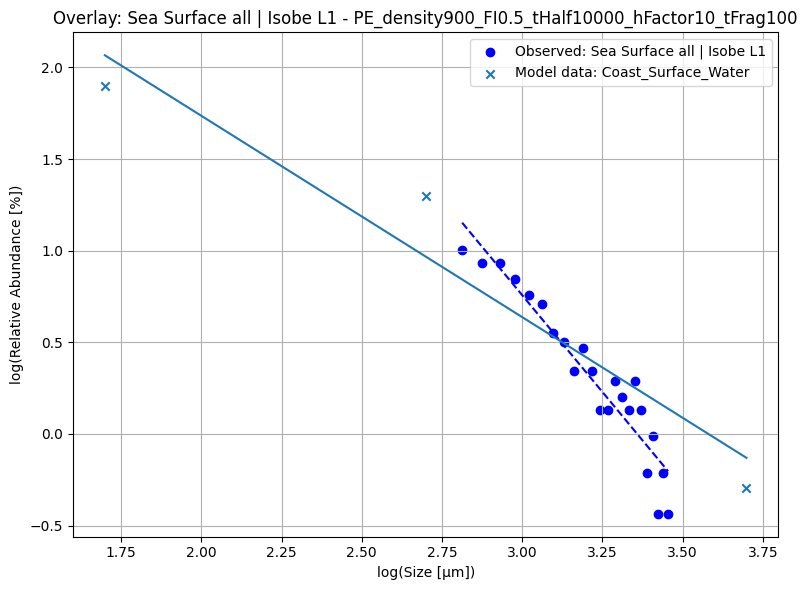 Overlay: Sea Surface all | Isobe L1 - PE_density900_FI0.5_tHalf10000_hFactor10_tFrag100
Observed: Sea Surface all | Isobe L1
Model data: Coast_Surface_Water
log(Relative Abundance [%])
2.0
1.5
1.0
0.5
0.0
−0.5
1.75 2.00 2.25 2.50 2.75 3.00 3.25 3.50 3.75
log(Size [μm])